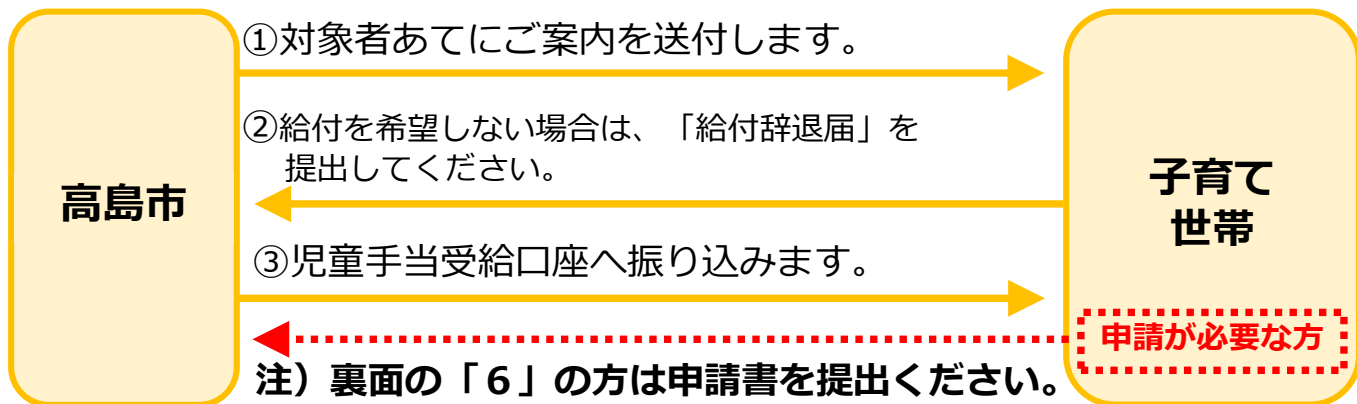 高島市
①対象者あてにご案内を送付します。
②給付を希望しない場合は、「給付辞退届」を
提出してください。
③児童手当受給口座へ振り込みます。
子育て
世帯
申請が必要な方
注）裏面の「６」の方は申請書を提出ください。